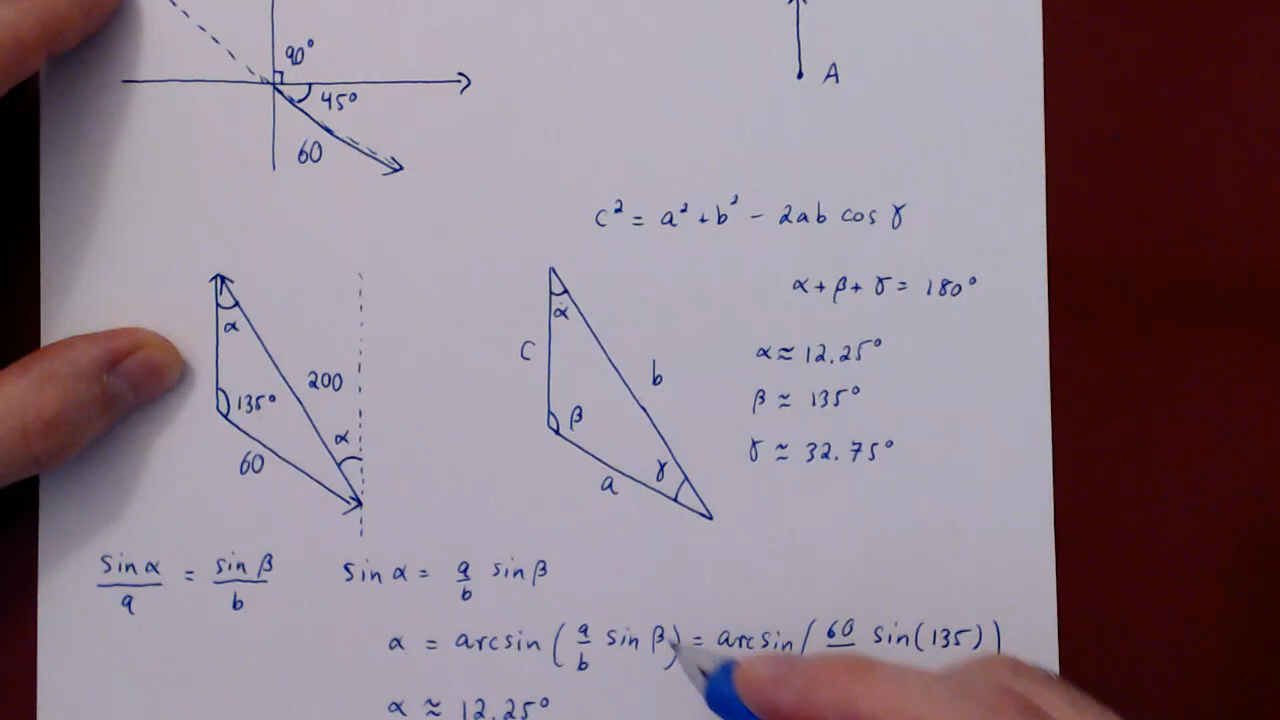 90°
45°
60
A
c² = a² + b² - 2ab cos γ
α + β + γ = 180°
α
200
135°
α
60
α
c
b
β
γ
a
α ≈ 12.25°
β ≈ 135°
γ ≈ 32.75°
sin α / a = sin β / b
sin α = a/b sin β
α = arcsin ( a/b sin β ) = arcsin ( 60 sin(135) )
α ≈ 12.25°